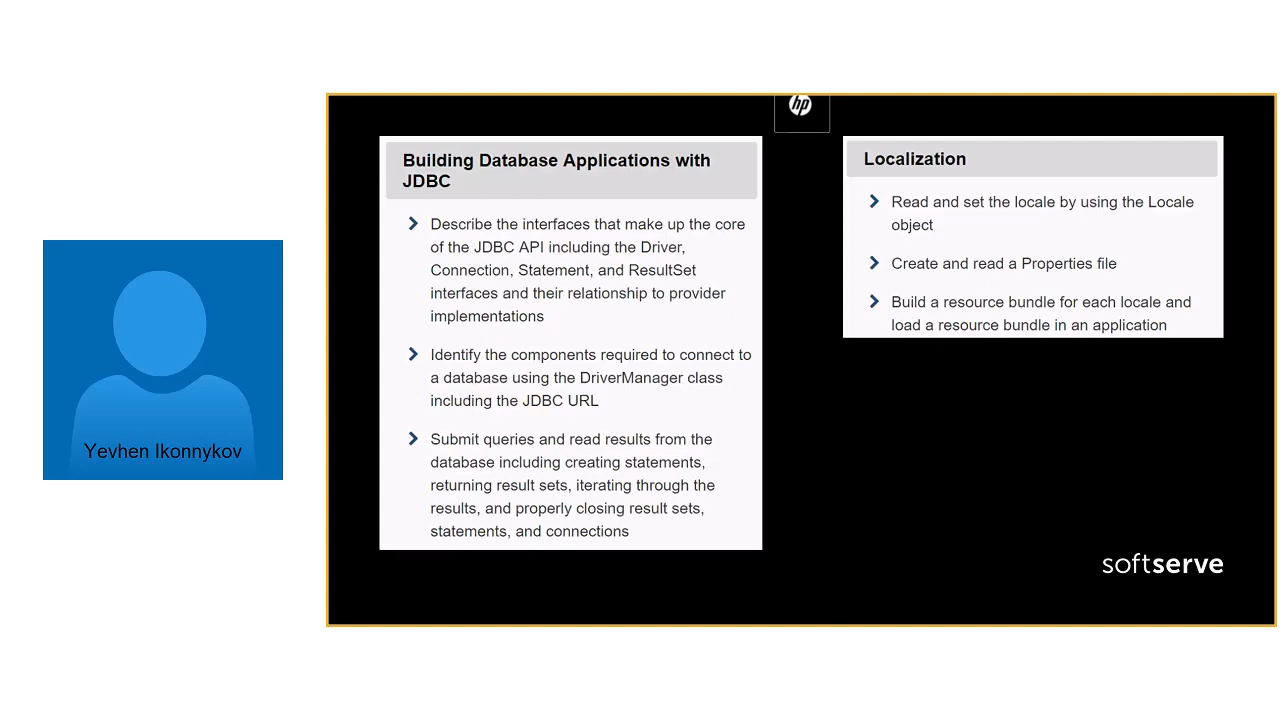 hp
Building Database Applications with
JDBC
Describe the interfaces that make up the core
of the JDBC API including the Driver,
Connection, Statement, and ResultSet
interfaces and their relationship to provider
implementations
Identify the components required to connect to
a database using the DriverManager class
including the JDBC URL
Submit queries and read results from the
database including creating statements,
returning result sets, iterating through the
results, and properly closing result sets,
statements, and connections
Localization
Read and set the locale by using the Locale
object
Create and read a Properties file
Build a resource bundle for each locale and
load a resource bundle in an application
Yevhen Ikonnykov
softserve